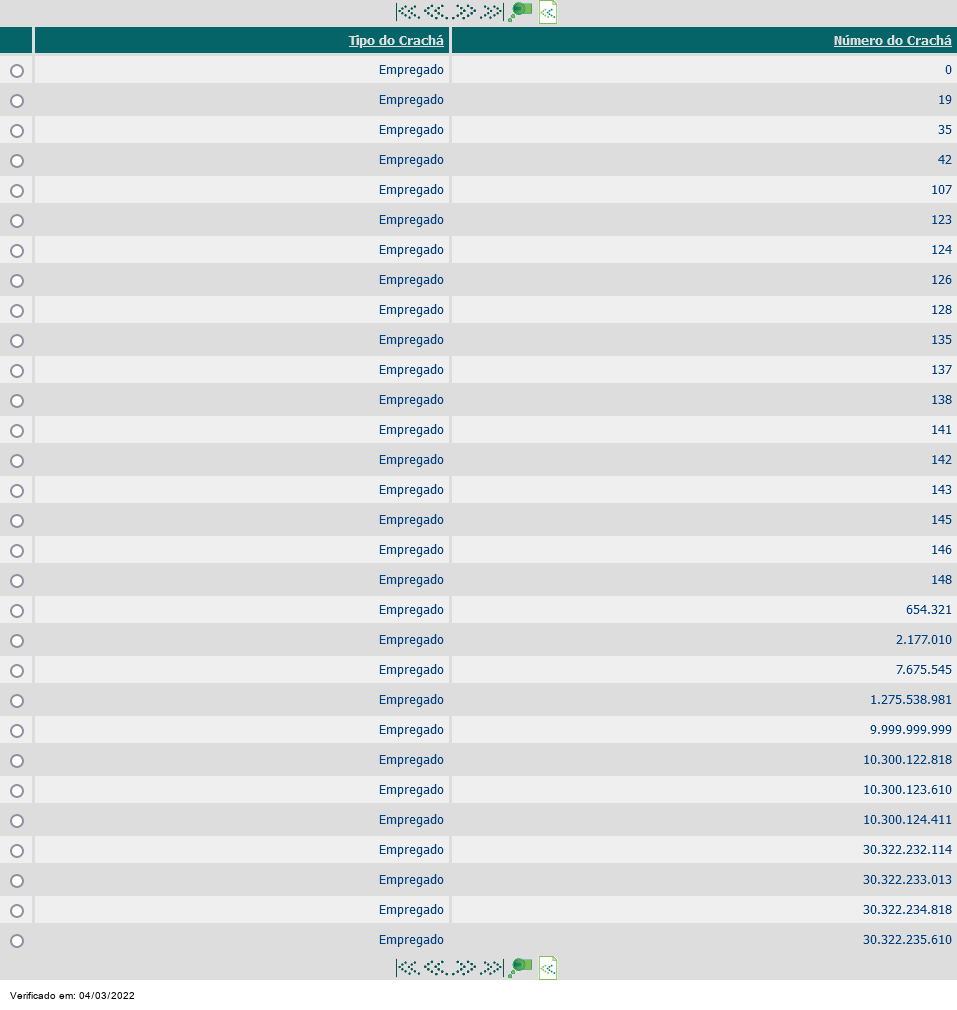 Tipo do Crachá Número do Crachá
Empregado 0
Empregado 19
Empregado 35
Empregado 42
Empregado 107
Empregado 123
Empregado 124
Empregado 126
Empregado 128
Empregado 135
Empregado 137
Empregado 138
Empregado 141
Empregado 142
Empregado 143
Empregado 145
Empregado 146
Empregado 148
Empregado 654.321
Empregado 2.177.010
Empregado 7.675.545
Empregado 1.275.538.981
Empregado 9.999.999.999
Empregado 10.300.122.818
Empregado 10.300.123.610
Empregado 10.300.124.411
Empregado 30.322.232.114
Empregado 30.322.233.013
Empregado 30.322.234.818
Empregado 30.322.235.610
Verificado em: 04/03/2022